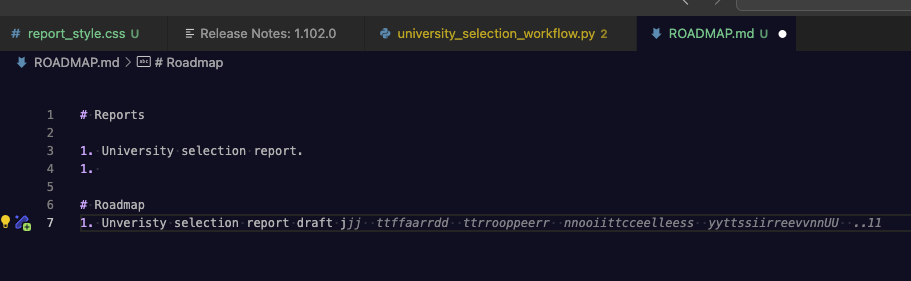 # report_style.css U
Release Notes: 1.102.0
university_selection_workflow.py 2
ROADMAP.md U
ROADMAP.md > abc # Roadmap
1 # Reports
2
3 1. University selection report.
4 1.
5
6 # Roadmap
7 1. Unveristy selection report draft jjj ttffaarrdd ttrrooppeerr nnooiittcceelleess yyttssiirreevvnnUU ..11